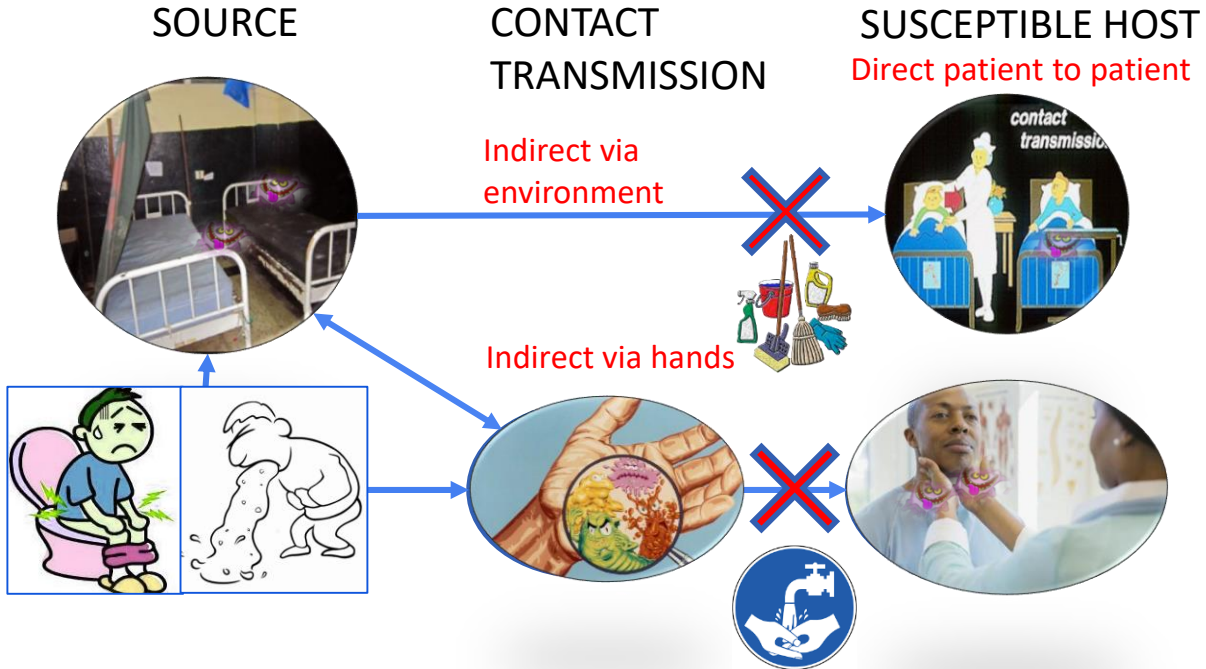 SOURCE
CONTACT
TRANSMISSION
SUSCEPTIBLE HOST
Direct patient to patient
contact
transmissio
Indirect via
environment
Indirect via hands